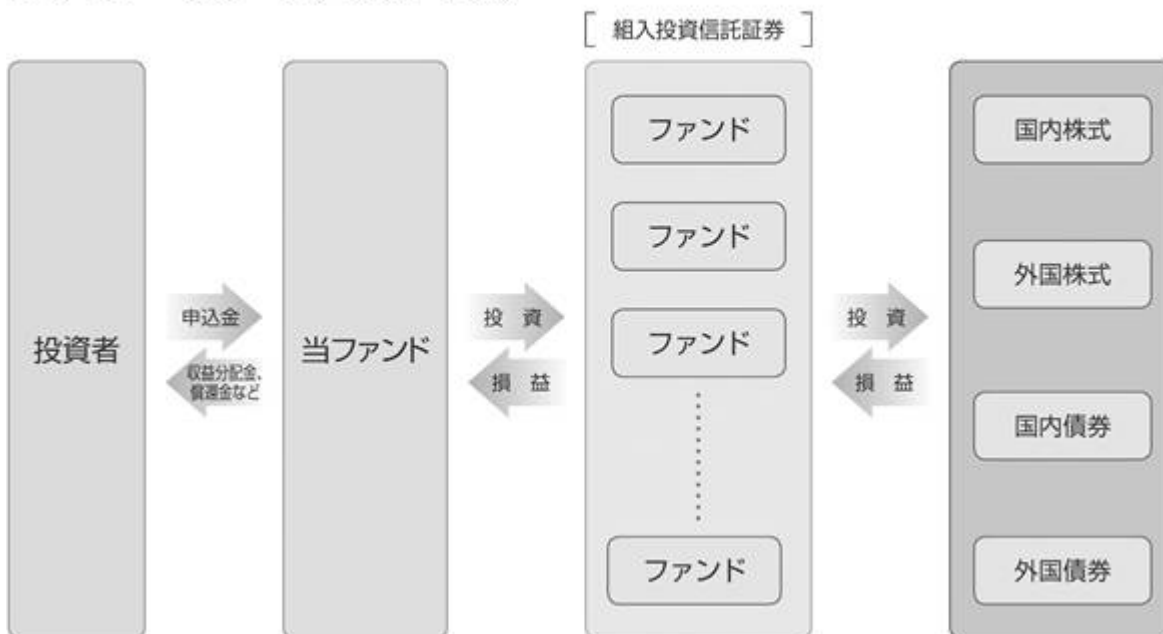 組入投資信託証券
投資者
申込金
収益分配金、
償還金など
当ファンド
投 資
損 益
ファンド
ファンド
ファンド
ファンド
投 資
損 益
国内株式
外国株式
国内債券
外国債券